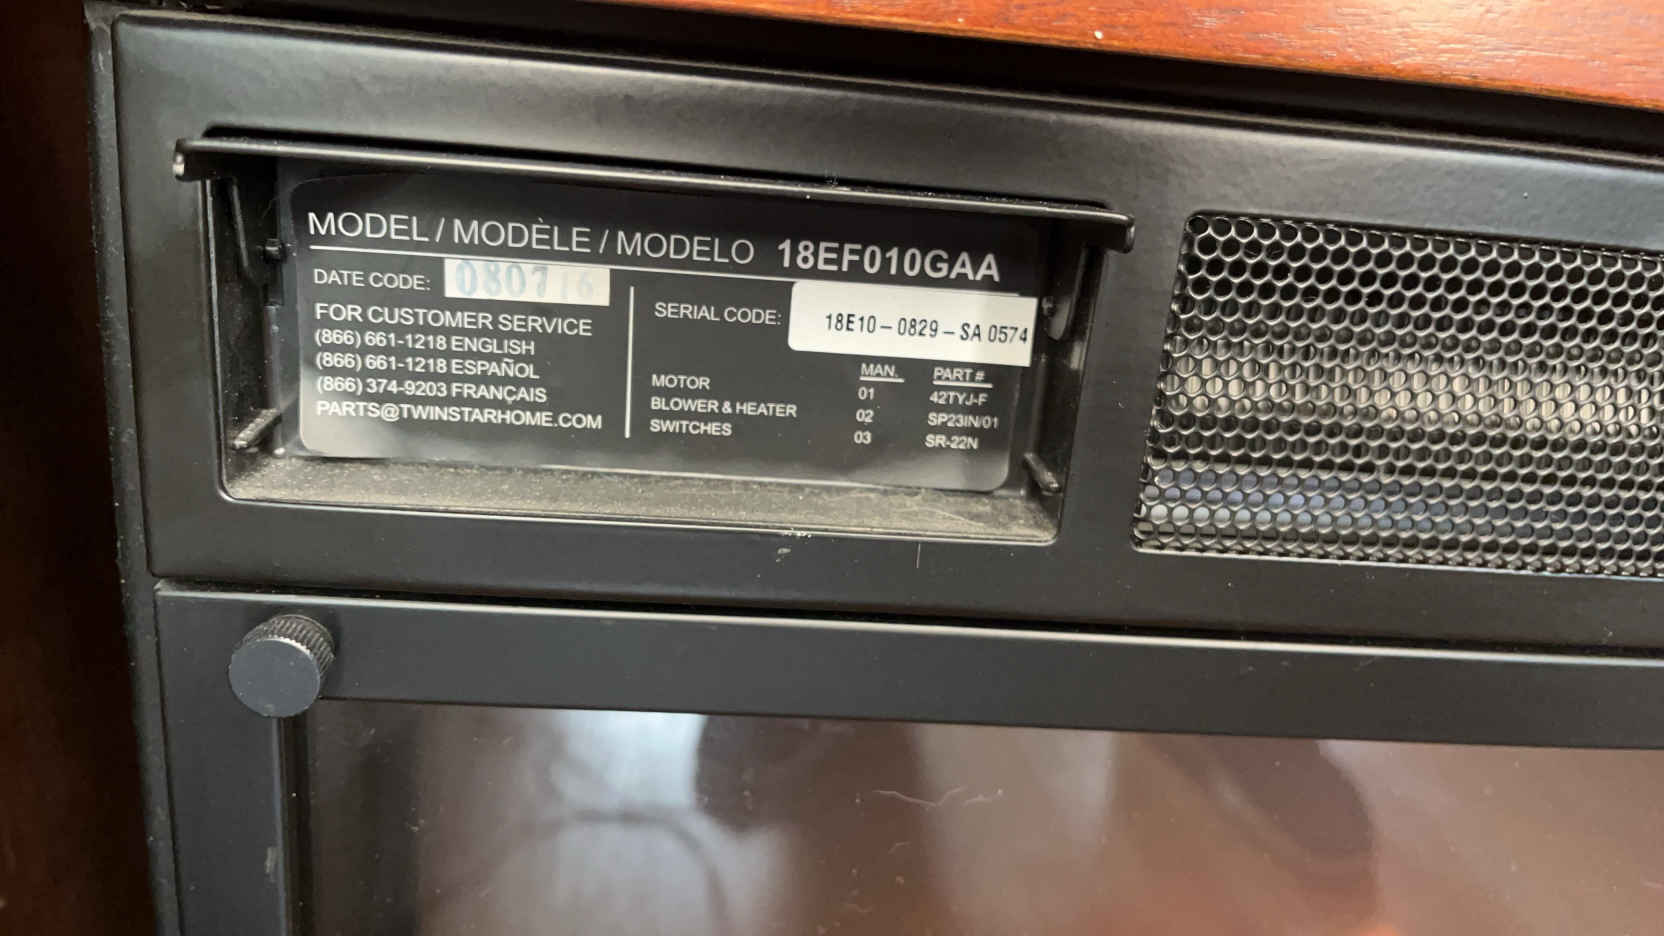 MODEL / MODÈLE / MODELO 18EF010GAA
DATE CODE: 080716
FOR CUSTOMER SERVICE
(866) 661-1218 ENGLISH
(866) 661-1218 ESPAÑOL
(866) 374-9203 FRANÇAIS
PARTS@TWINSTARHOME.COM
SERIAL CODE: 18E10-0829-SA 0574
MAN. PART #
MOTOR 01 42TYJ-F
BLOWER & HEATER 02 SP23IN/01
SWITCHES 03 SR-22N